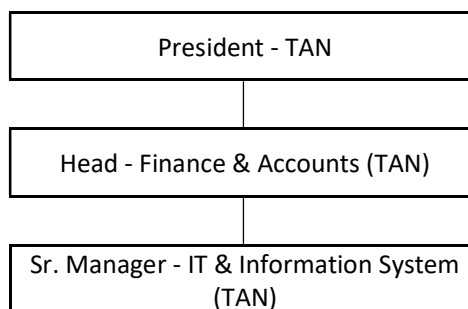 President - TAN
Head - Finance & Accounts (TAN)
Sr. Manager - IT & Information System
(TAN)